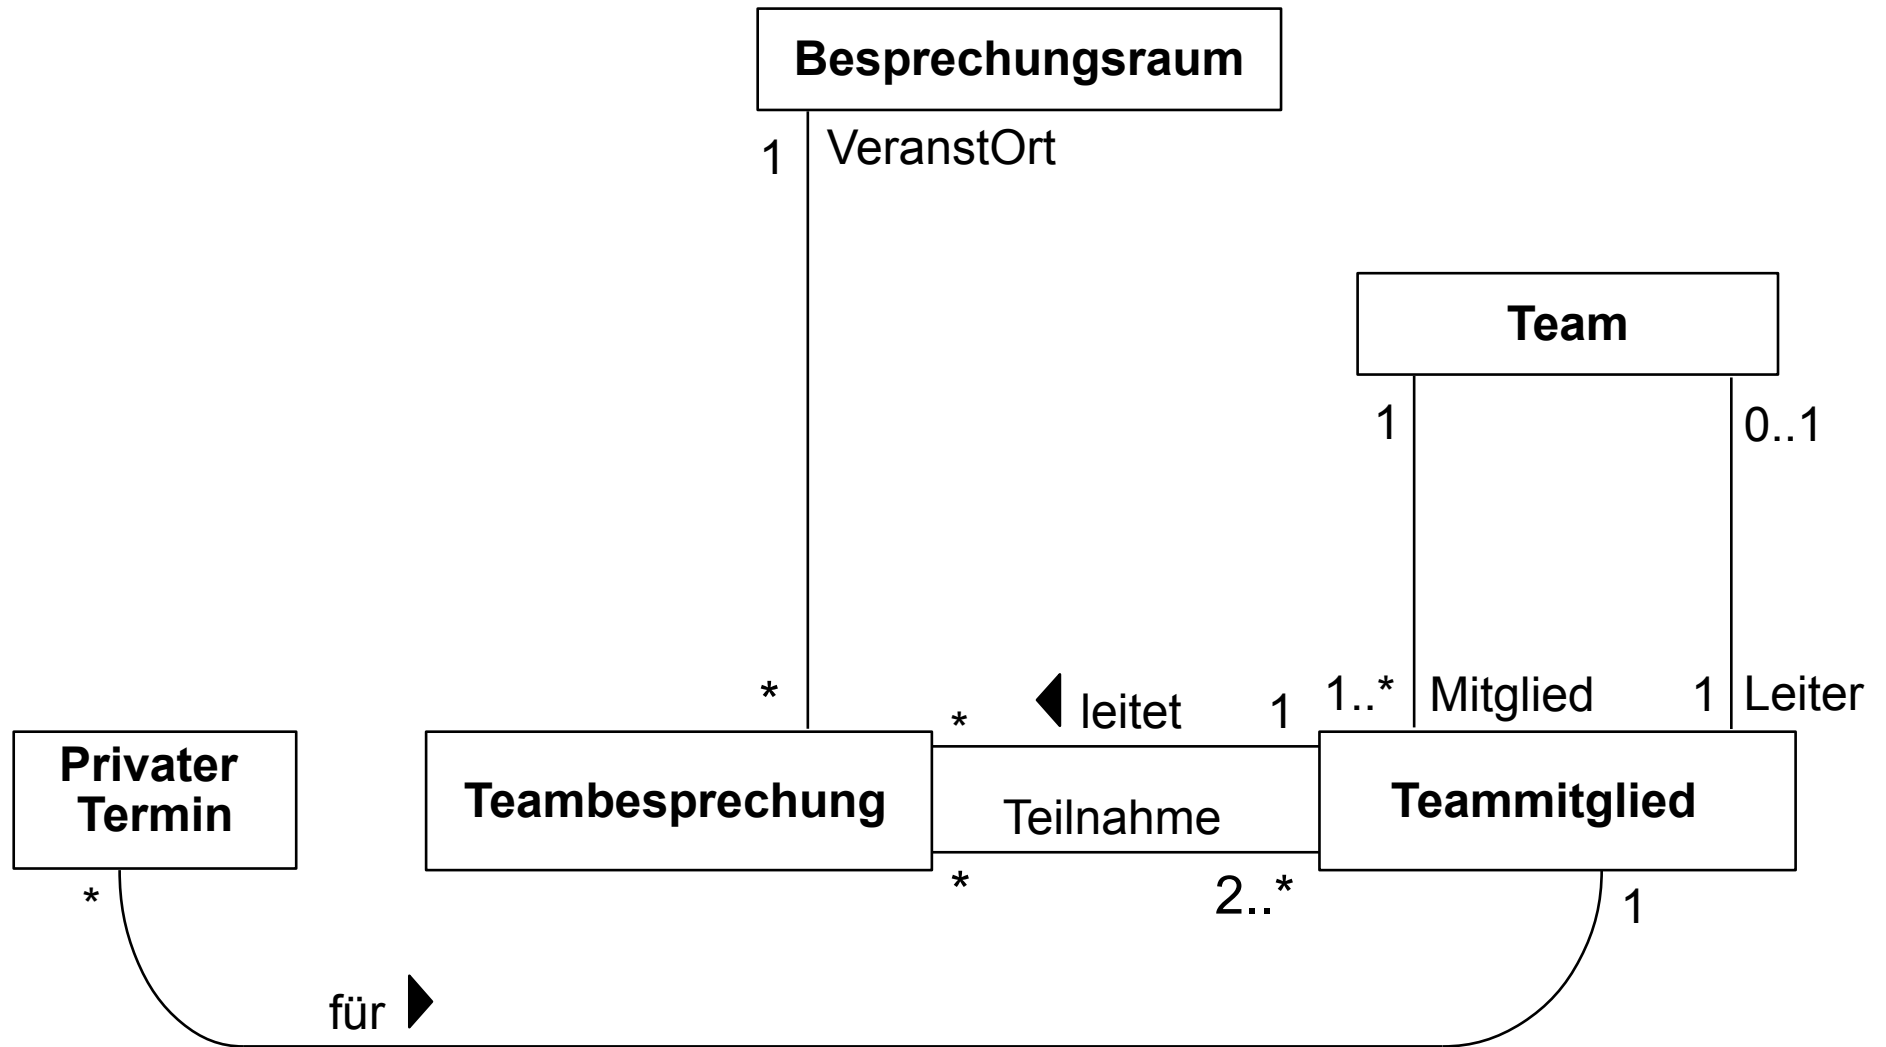 Besprechungsraum
1 VeranstOrt
Team
1 0..1
* * leitet 1 1..* Mitglied 1 Leiter
Privater
Termin
Teambesprechung
Teilnahme
Teammitglied
* * 2..* 1
für